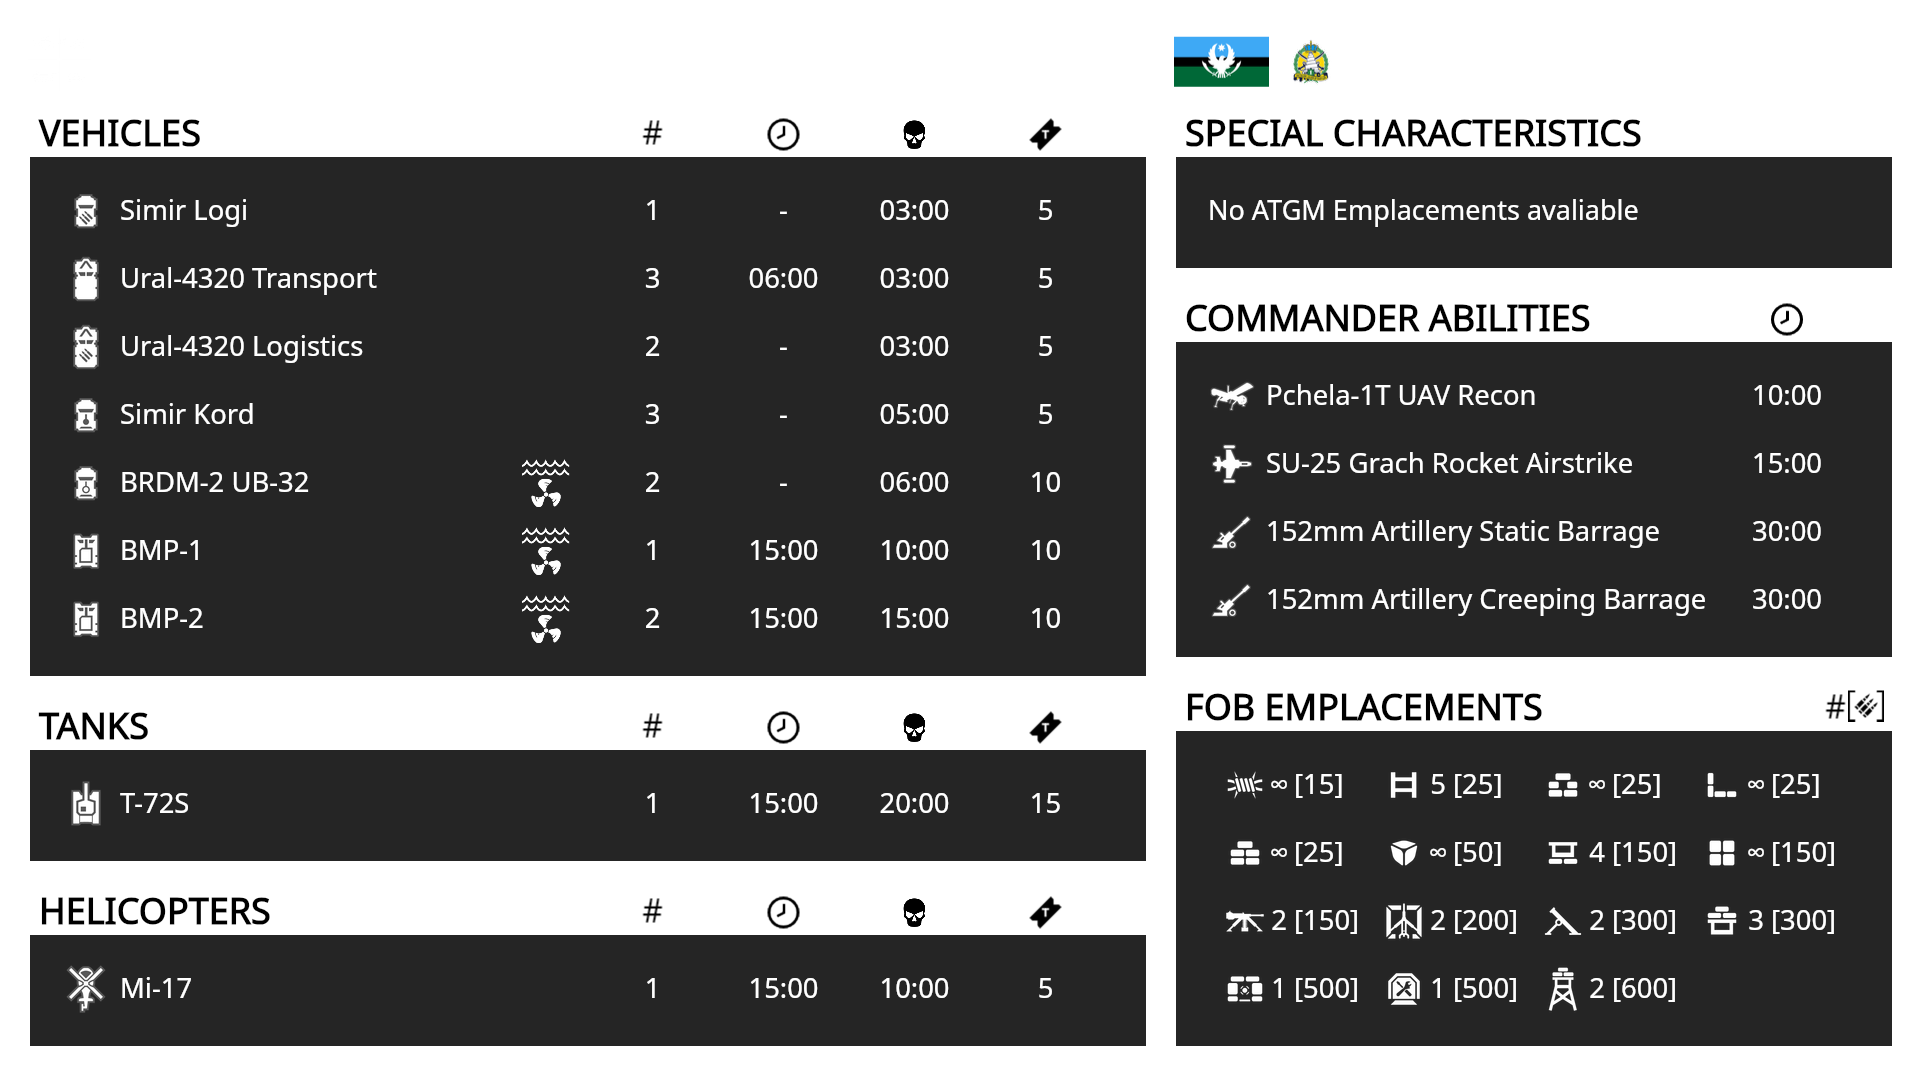 VEHICLES #
Simir Logi 1 - 03:00 5
Ural-4320 Transport 3 06:00 03:00 5
Ural-4320 Logistics 2 - 03:00 5
Simir Kord 3 - 05:00 5
BRDM-2 UB-32 2 - 06:00 10
BMP-1 1 15:00 10:00 10
BMP-2 2 15:00 15:00 10
TANKS #
T-72S 1 15:00 20:00 15
HELICOPTERS #
Mi-17 1 15:00 10:00 5
SPECIAL CHARACTERISTICS
No ATGM Emplacements avaliable
COMMANDER ABILITIES
Pchela-1T UAV Recon 10:00
SU-25 Grach Rocket Airstrike 15:00
152mm Artillery Static Barrage 30:00
152mm Artillery Creeping Barrage 30:00
FOB EMPLACEMENTS #[ ]
∞ [15] 5 [25] ∞ [25] ∞ [25]
∞ [25] ∞ [50] 4 [150] ∞ [150]
2 [150] 2 [200] 2 [300] 3 [300]
1 [500] 1 [500] 2 [600]